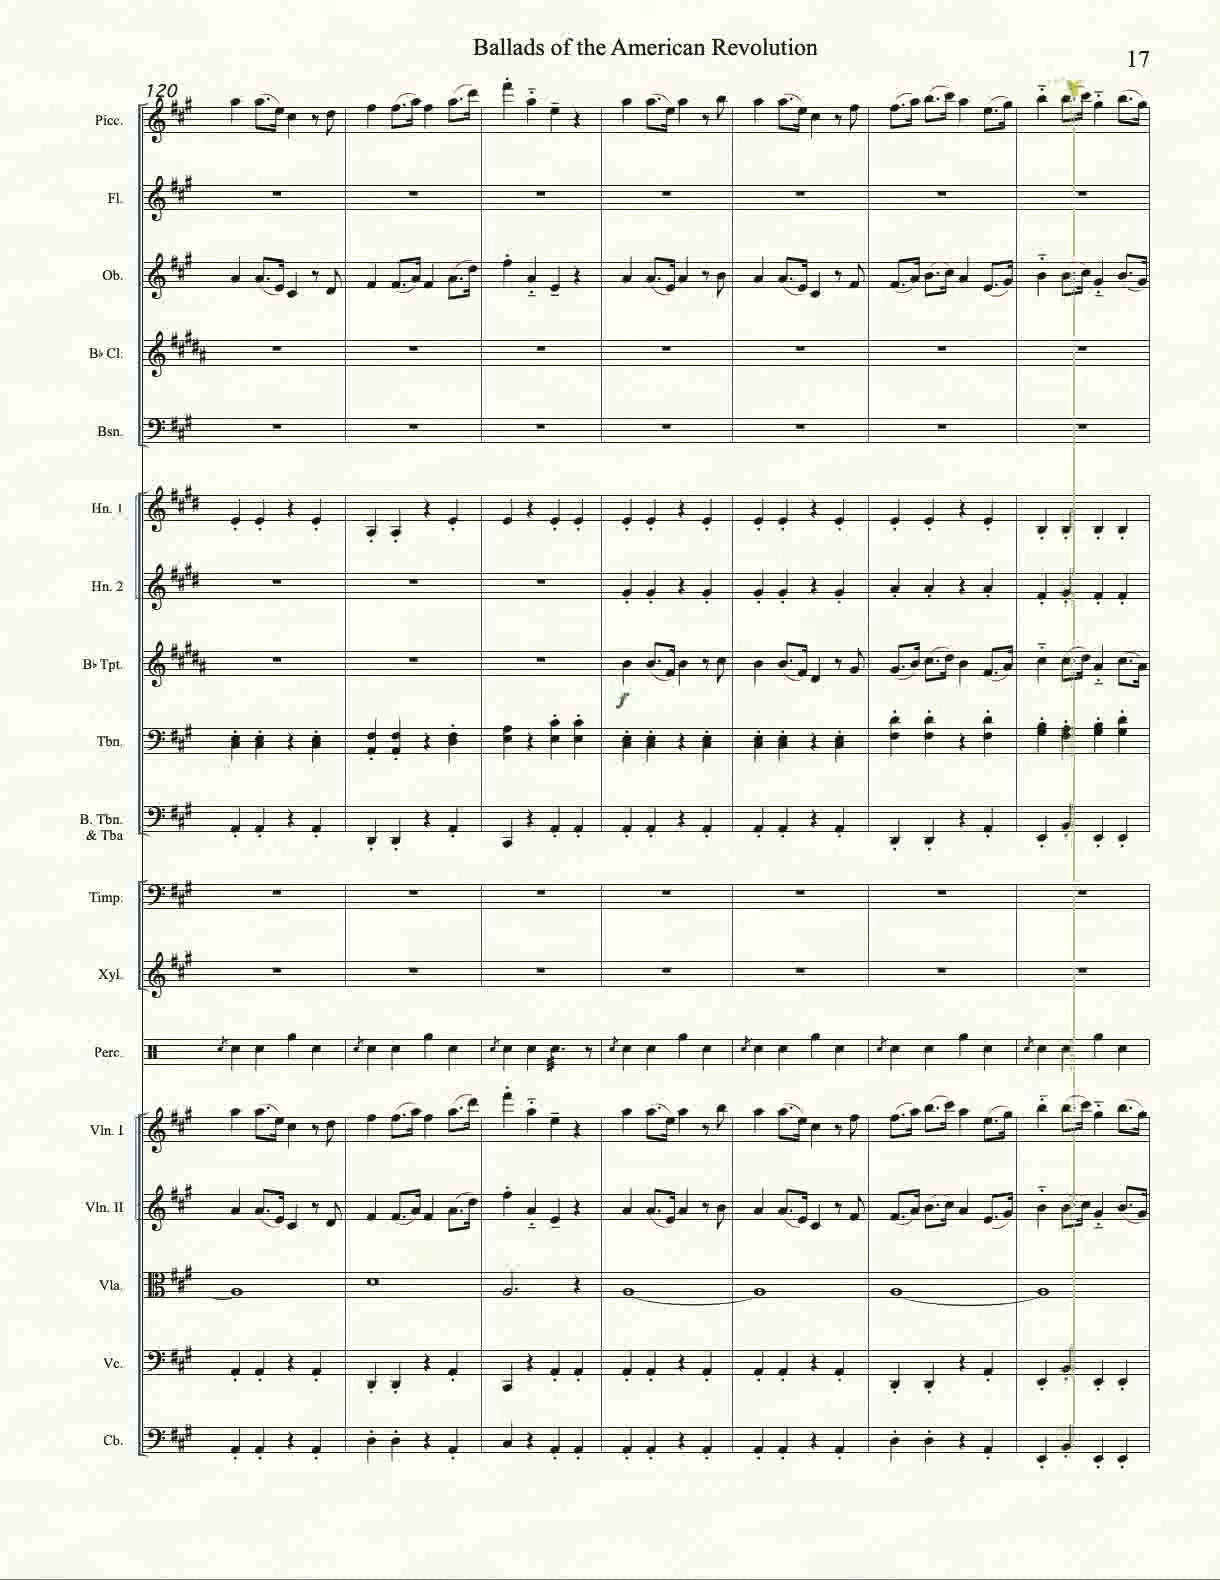 Ballads of the American Revolution
17
120
Picc.
Fl.
Ob.
B♭ Cl.
Bsn.
Hn. 1
Hn. 2
B♭ Tpt.
f
Tbn.
B. Tbn.
& Tba
Timp.
Xyl.
Perc.
Vln. I
Vln. II
Vla.
Vc.
Cb.